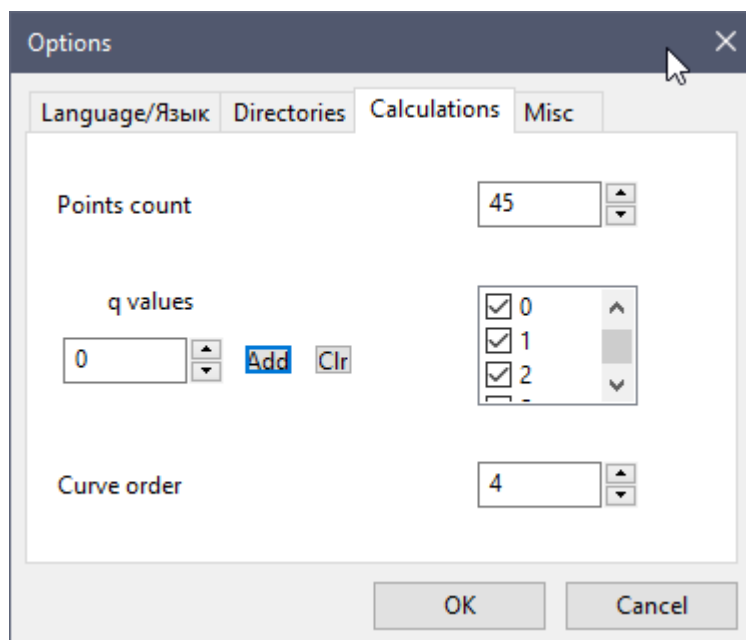 Options
Language/Язык Directories Calculations Misc
Points count 45
q values
0 Add Clr
0
1
2
Curve order 4
OK Cancel